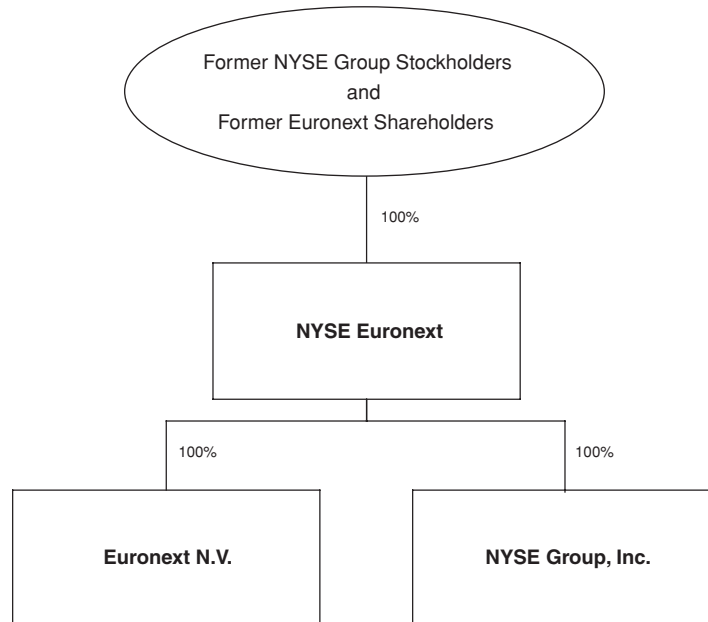 Former NYSE Group Stockholders
and
Former Euronext Shareholders
100%
NYSE Euronext
100%
100%
Euronext N.V.
NYSE Group, Inc.